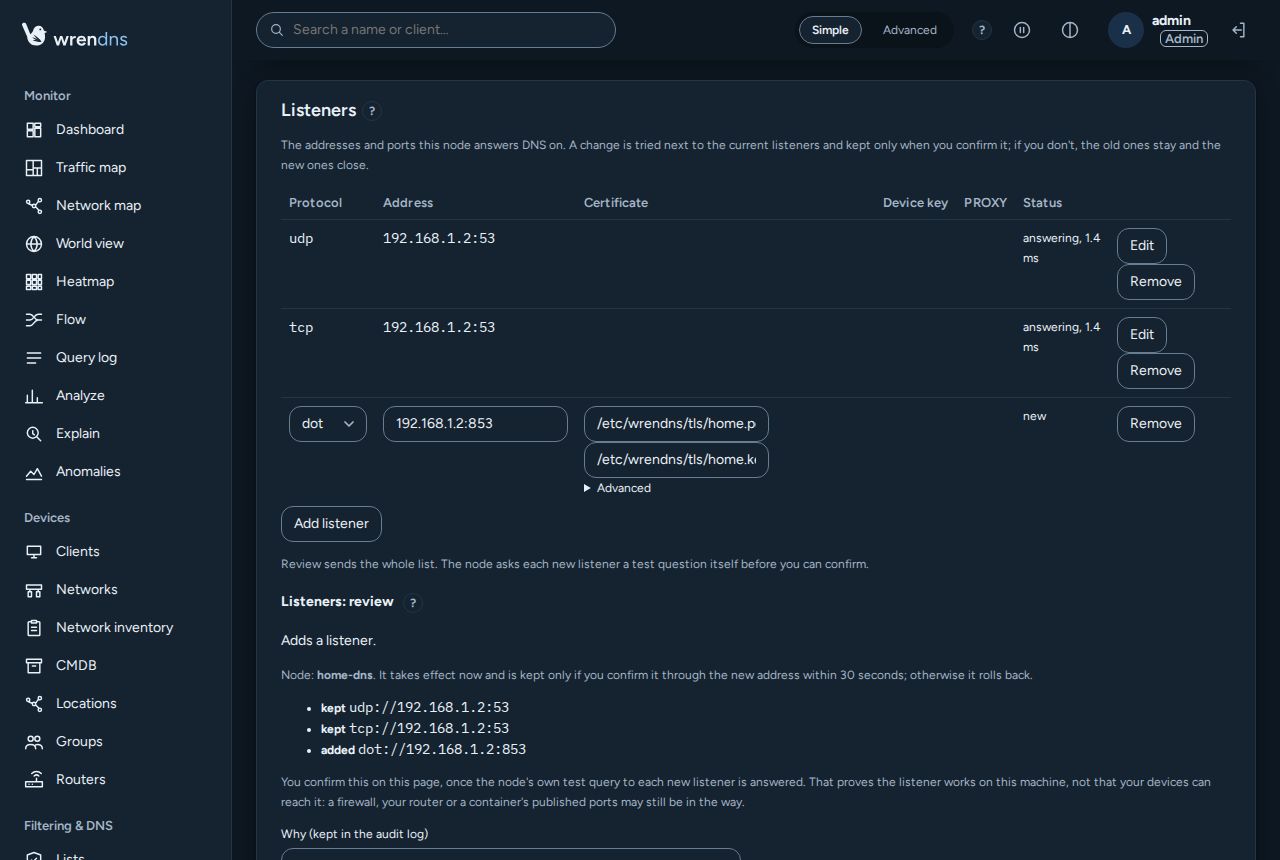 wrendns
Search a name or client...
Simple
Advanced
?
A
admin
Admin
Monitor
Dashboard
Traffic map
Network map
World view
Heatmap
Flow
Query log
Analyze
Explain
Anomalies
Devices
Clients
Networks
Network inventory
CMDB
Locations
Groups
Routers
Filtering & DNS
Lists
Listeners ?
The addresses and ports this node answers DNS on. A change is tried next to the current listeners and kept only when you confirm it; if you don't, the old ones stay and the
new ones close.
Protocol Address Certificate Device key PROXY Status
udp 192.168.1.2:53 answering, 1.4 ms Edit
Remove
tcp 192.168.1.2:53 answering, 1.4 ms Edit
Remove
dot 192.168.1.2:853 /etc/wrendns/tls/home.p new Remove
/etc/wrendns/tls/home.k
Advanced
Add listener
Review sends the whole list. The node asks each new listener a test question itself before you can confirm.
Listeners: review ?
Adds a listener.
Node: home-dns. It takes effect now and is kept only if you confirm it through the new address within 30 seconds; otherwise it rolls back.
kept udp://192.168.1.2:53
kept tcp://192.168.1.2:53
added dot://192.168.1.2:853
You confirm this on this page, once the node's own test query to each new listener is answered. That proves the listener works on this machine, not that your devices can
reach it: a firewall, your router or a container's published ports may still be in the way.
Why (kept in the audit log)